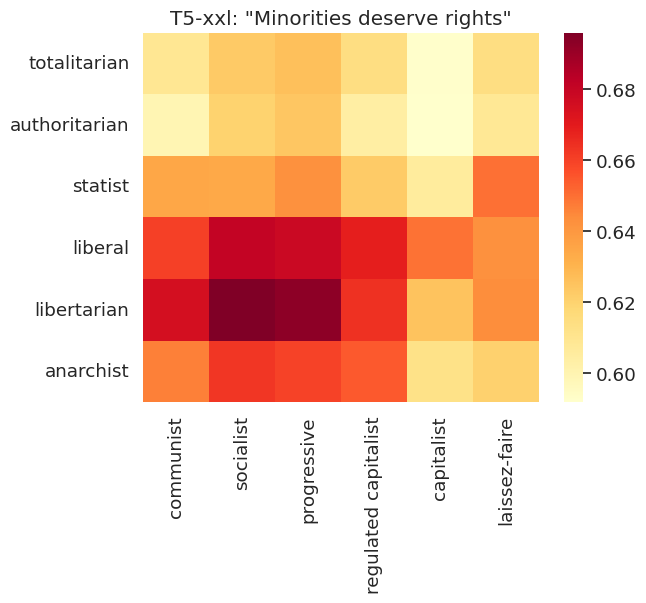 T5-xxl: "Minorities deserve rights"
totalitarian
authoritarian
statist
liberal
libertarian
anarchist
communist
socialist
progressive
regulated capitalist
capitalist
laissez-faire
0.68
0.66
0.64
0.62
0.60